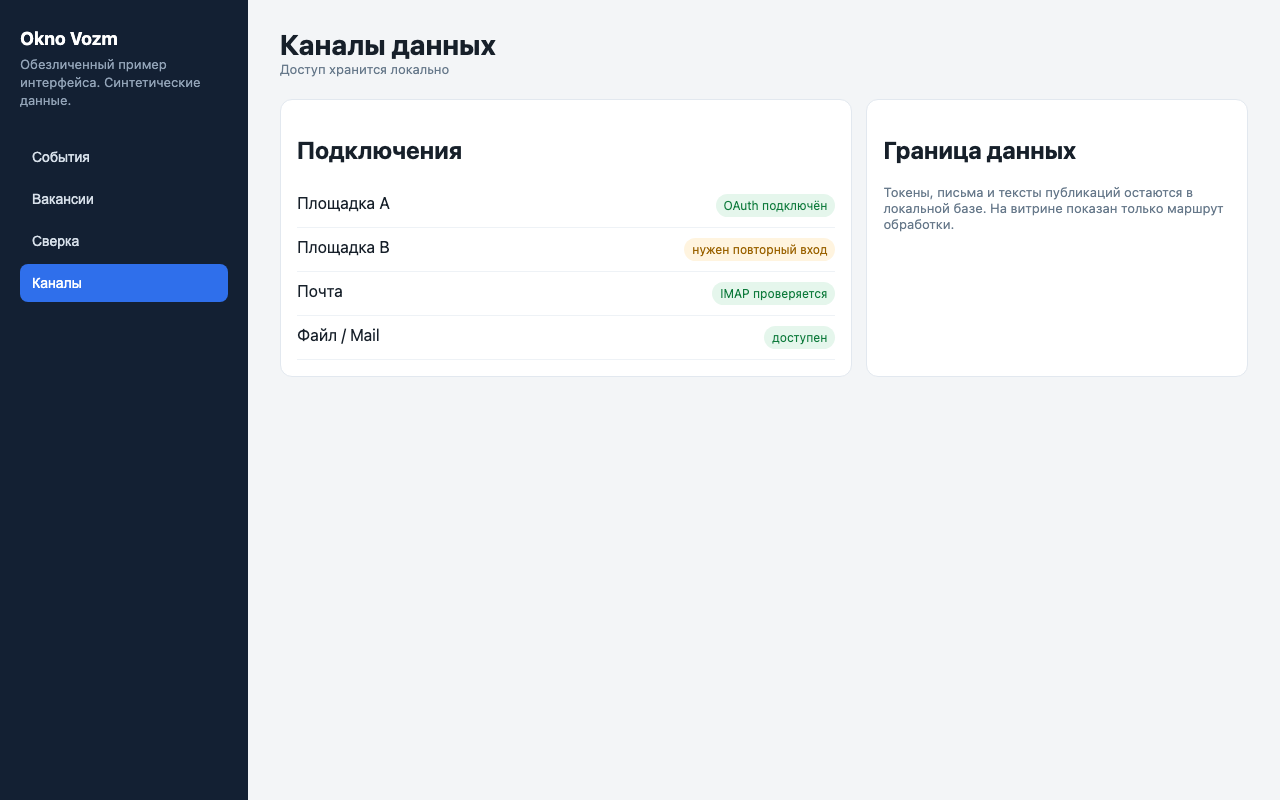 Okno Vozm
Обезличенный пример
интерфейса. Синтетические
данные.
События
Вакансии
Сверка
Каналы
Каналы данных
Доступ хранится локально
Подключения
Площадка A
OAuth подключён
Площадка B
нужен повторный вход
Почта
IMAP проверяется
Файл / Mail
доступен
Граница данных
Токены, письма и тексты публикаций остаются в
локальной базе. На витрине показан только маршрут
обработки.